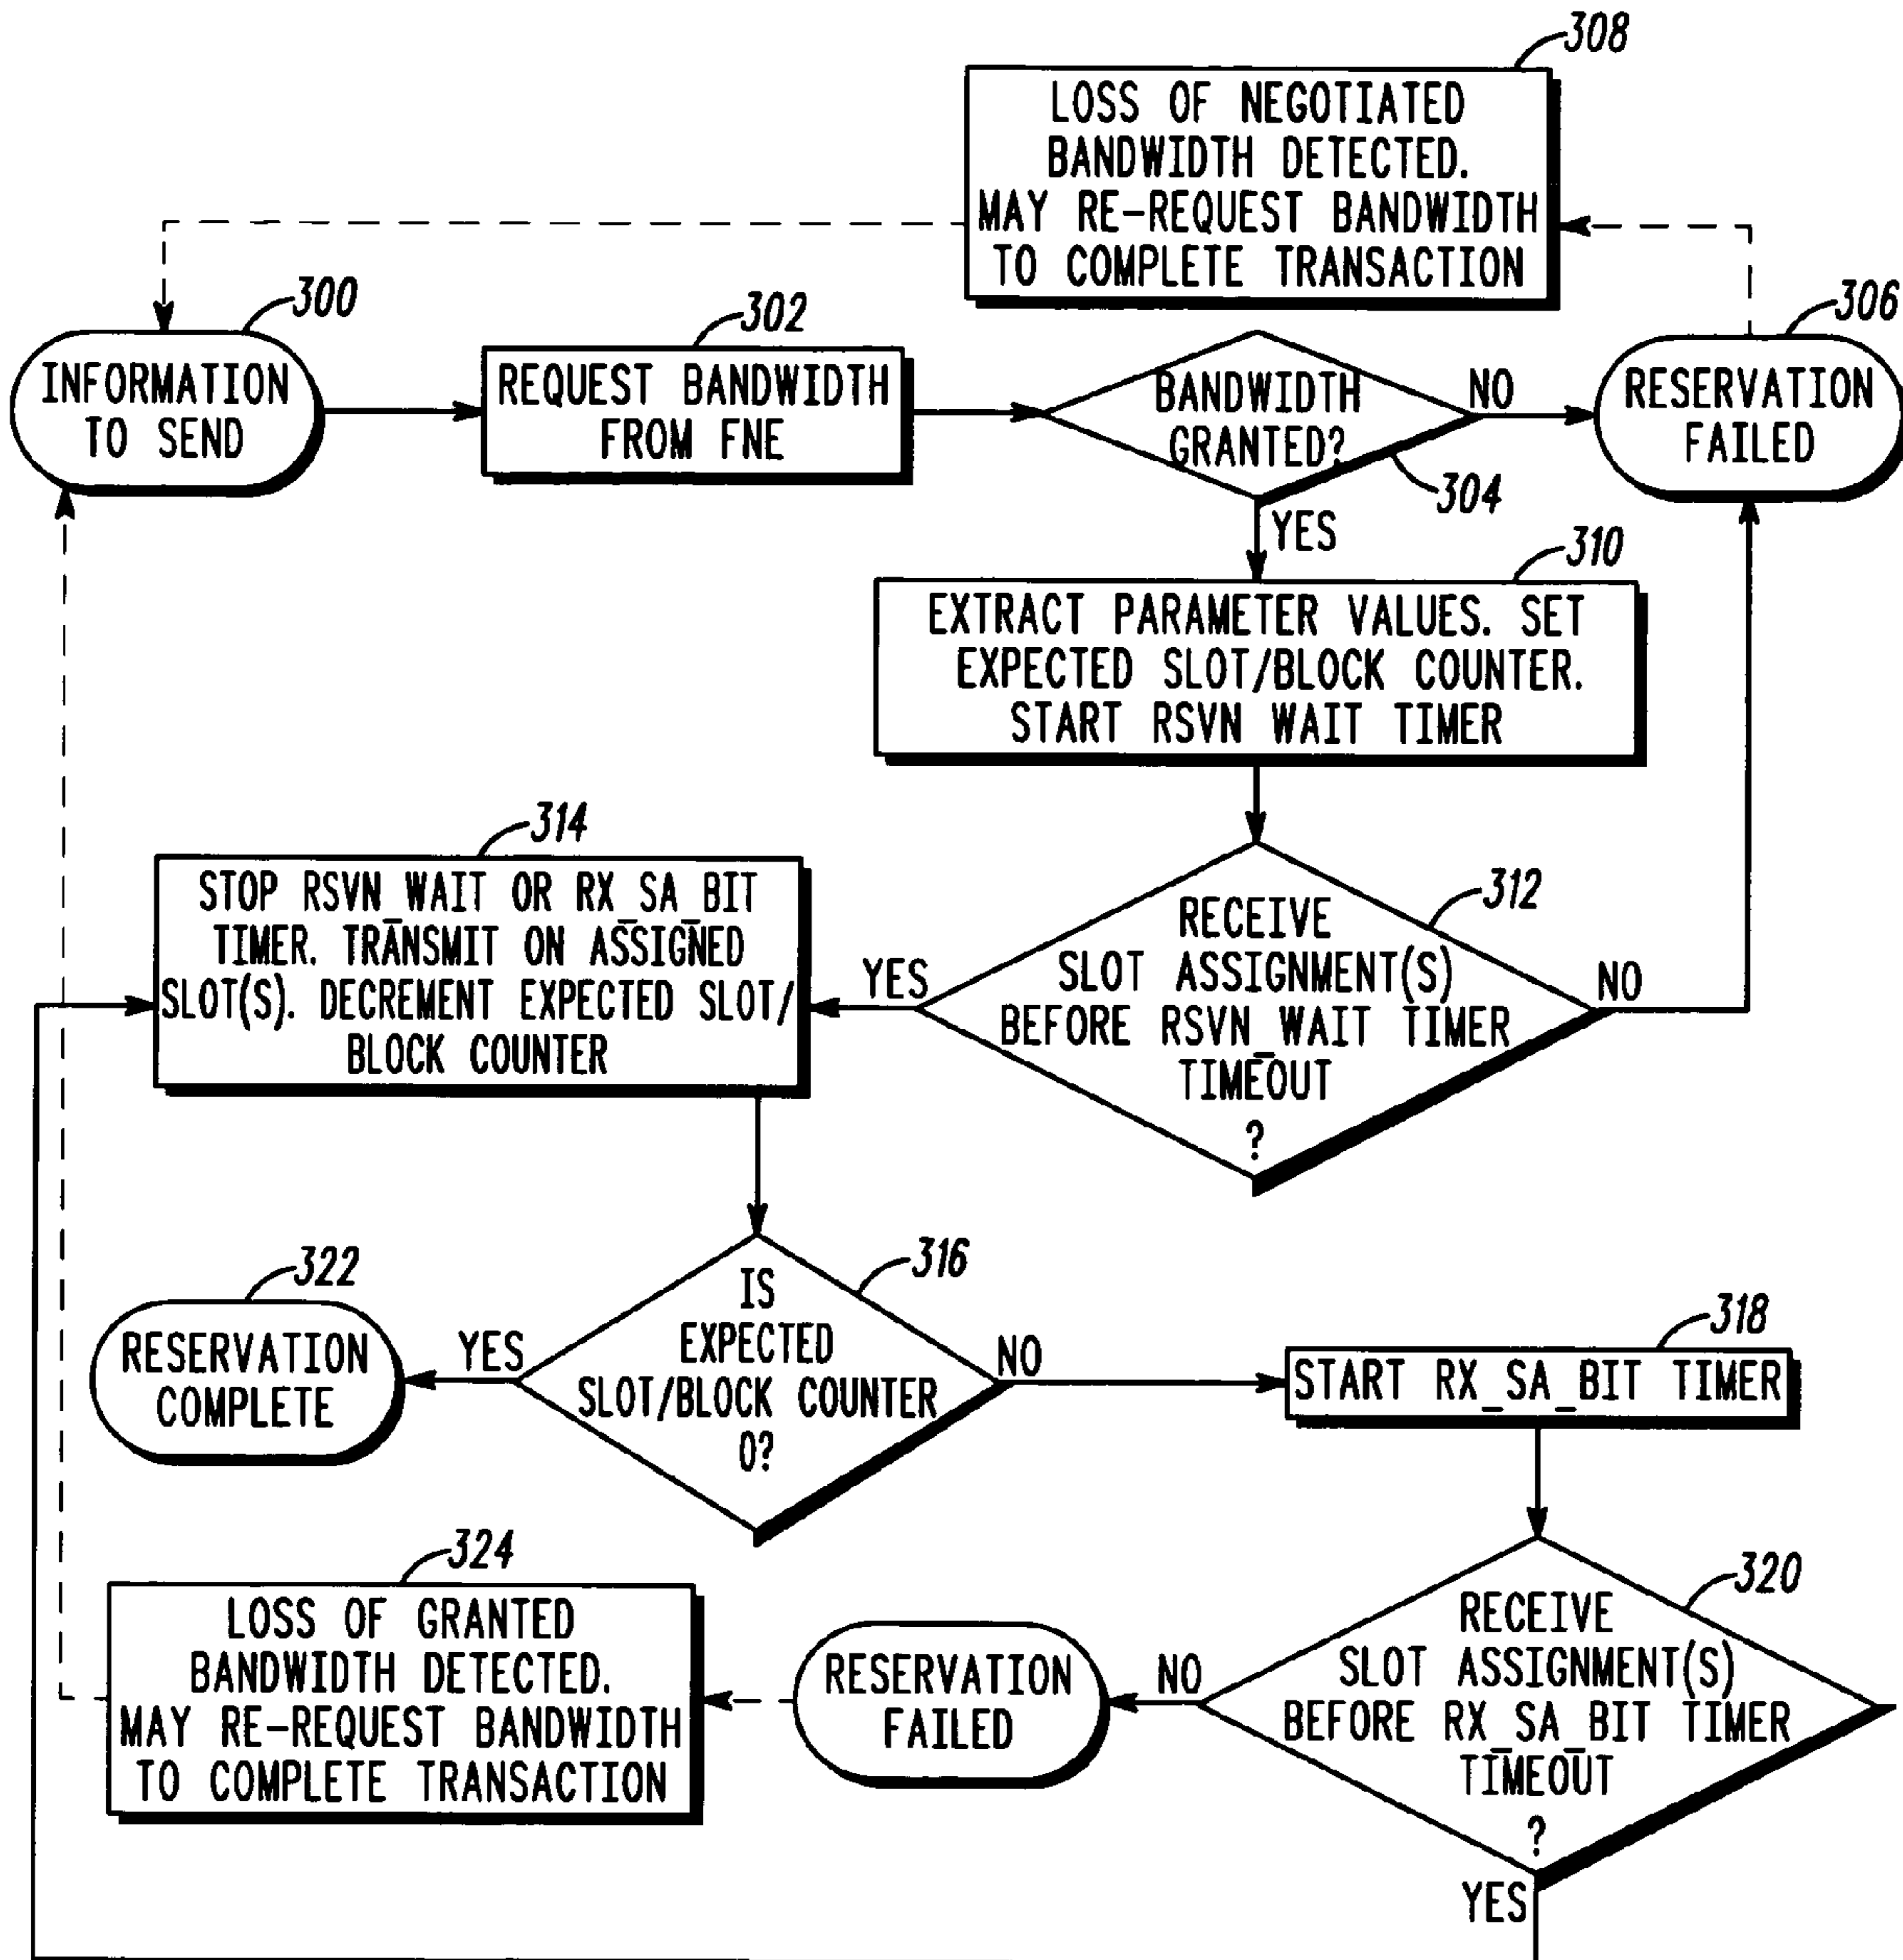 308
LOSS OF NEGOTIATED
BANDWIDTH DETECTED.
MAY RE-REQUEST BANDWIDTH
TO COMPLETE TRANSACTION
300
INFORMATION
TO SEND
302
REQUEST BANDWIDTH
FROM FNE
BANDWIDTH
GRANTED?
304
NO
YES
306
RESERVATION
FAILED
310
EXTRACT PARAMETER VALUES. SET
EXPECTED SLOT/BLOCK COUNTER.
START RSVN WAIT TIMER
312
RECEIVE
SLOT ASSIGNMENT(S)
BEFORE RSVN_WAIT TIMER
TIMEOUT
?
YES
NO
314
STOP RSVN_WAIT OR RX_SA_BIT
TIMER. TRANSMIT ON ASSIGNED
SLOT(S). DECREMENT EXPECTED SLOT/
BLOCK COUNTER
316
IS
EXPECTED
SLOT/BLOCK COUNTER
0?
YES
NO
322
RESERVATION
COMPLETE
318
START RX_SA_BIT TIMER
320
RECEIVE
SLOT ASSIGNMENT(S)
BEFORE RX_SA_BIT TIMER
TIMEOUT
?
NO
YES
RESERVATION
FAILED
324
LOSS OF GRANTED
BANDWIDTH DETECTED.
MAY RE-REQUEST BANDWIDTH
TO COMPLETE TRANSACTION